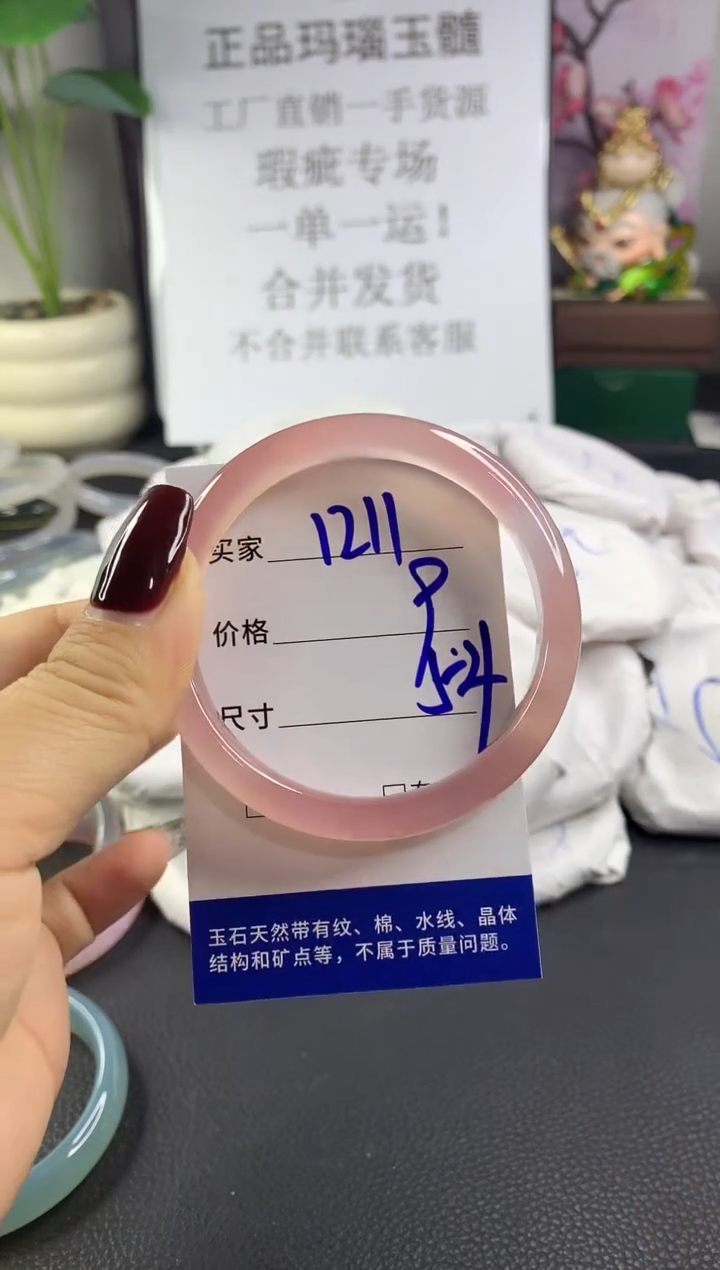 正品玛瑙玉髓
工厂直销一手货源
瑕疵专场
一单一运!
合并发货
不合并联系客服
买家 1211
价格
尺寸
玉石天然带有纹、棉、水线、晶体
结构和矿点等，不属于质量问题。